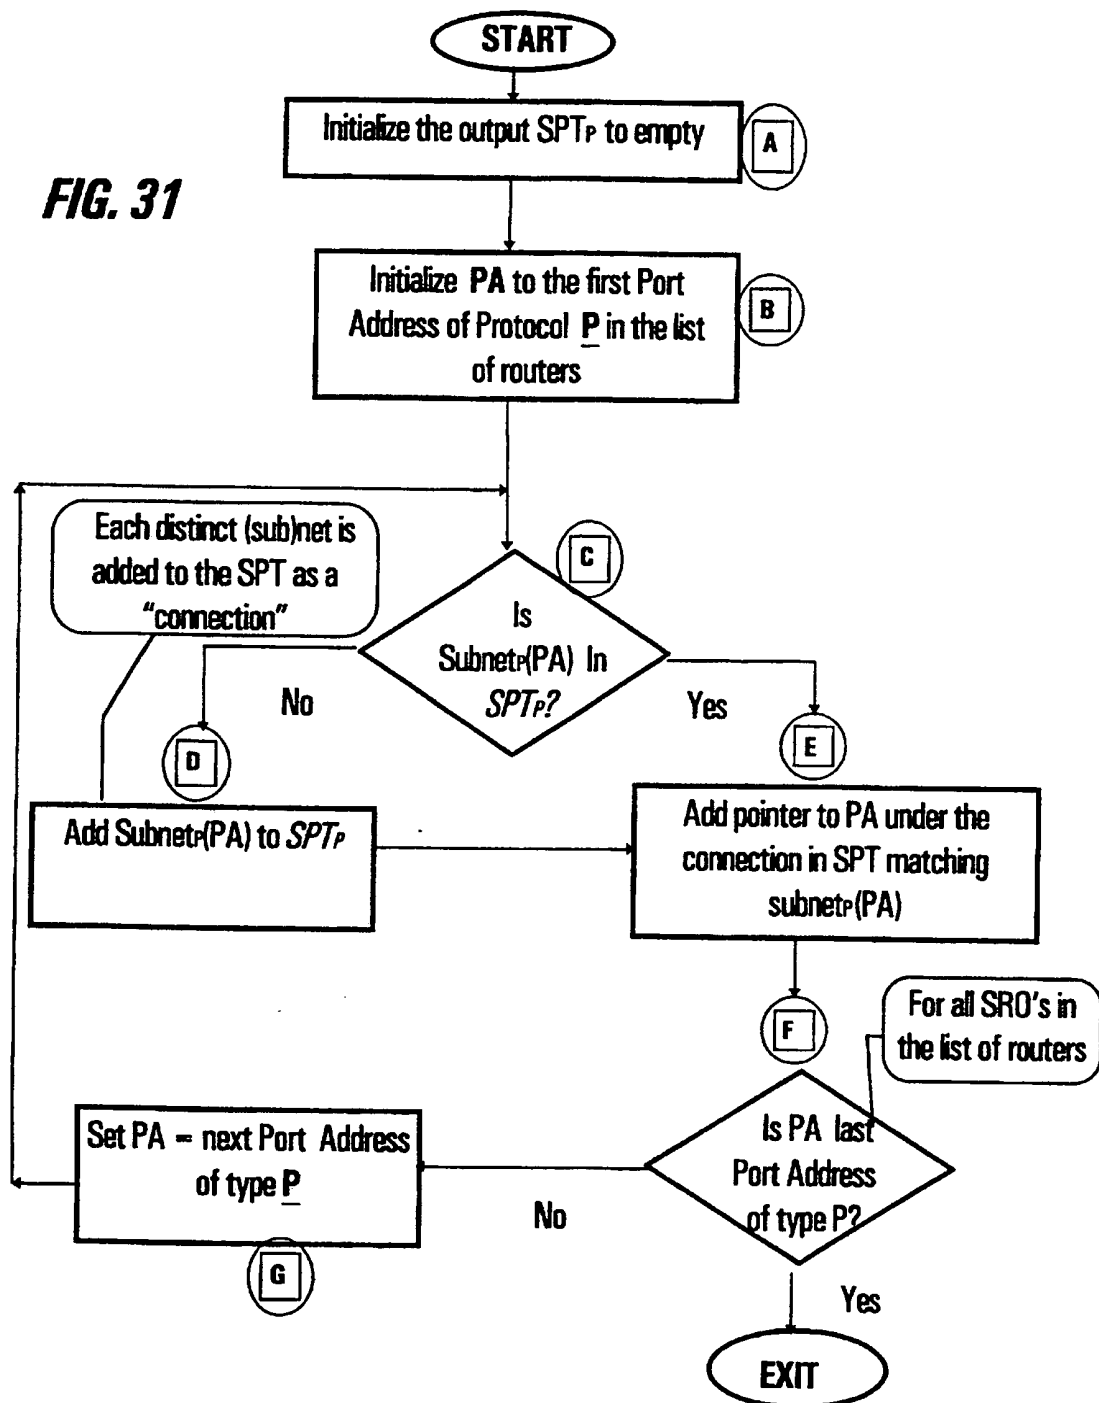 START
Initialize the output SPTP to empty
A
FIG. 31
Initialize PA to the first Port
Address of Protocol P in the list
of routers
B
Each distinct (sub)net is
added to the SPT as a
"connection"
C
Is
SubnetP(PA) In
SPTP?
No
Yes
D
E
Add SubnetP(PA) to SPTP
Add pointer to PA under the
connection in SPT matching
subnetP(PA)
F
For all SRO's in
the list of routers
Set PA = next Port Address
of type P
Is PA last
Port Address
of type P?
No
G
Yes
EXIT